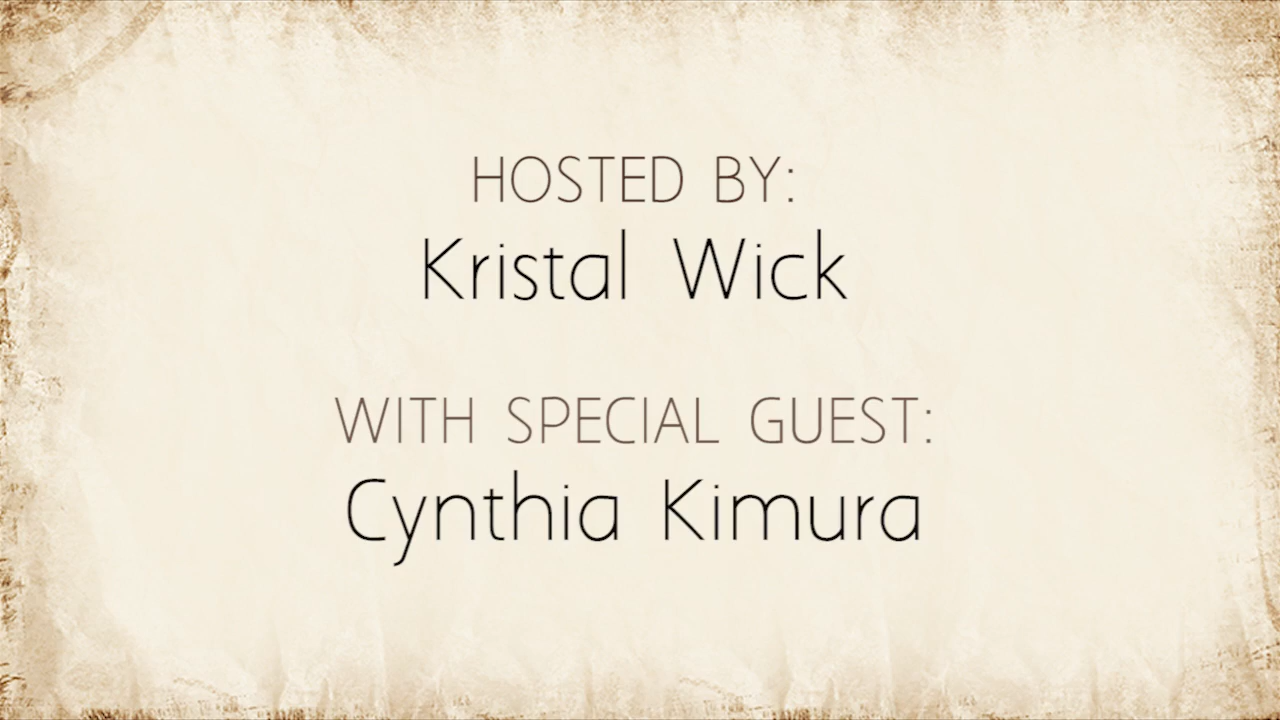 HOSTED BY:
Kristal Wick
WITH SPECIAL GUEST:
Cynthia Kimura